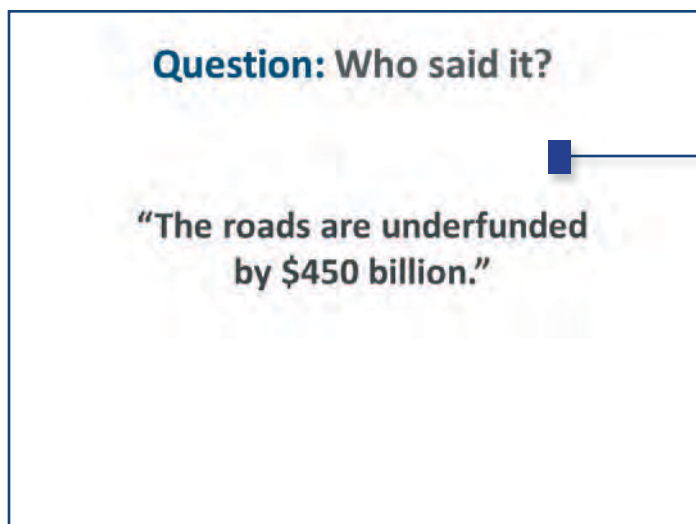 Question: Who said it?
“The roads are underfunded
by $450 billion.”